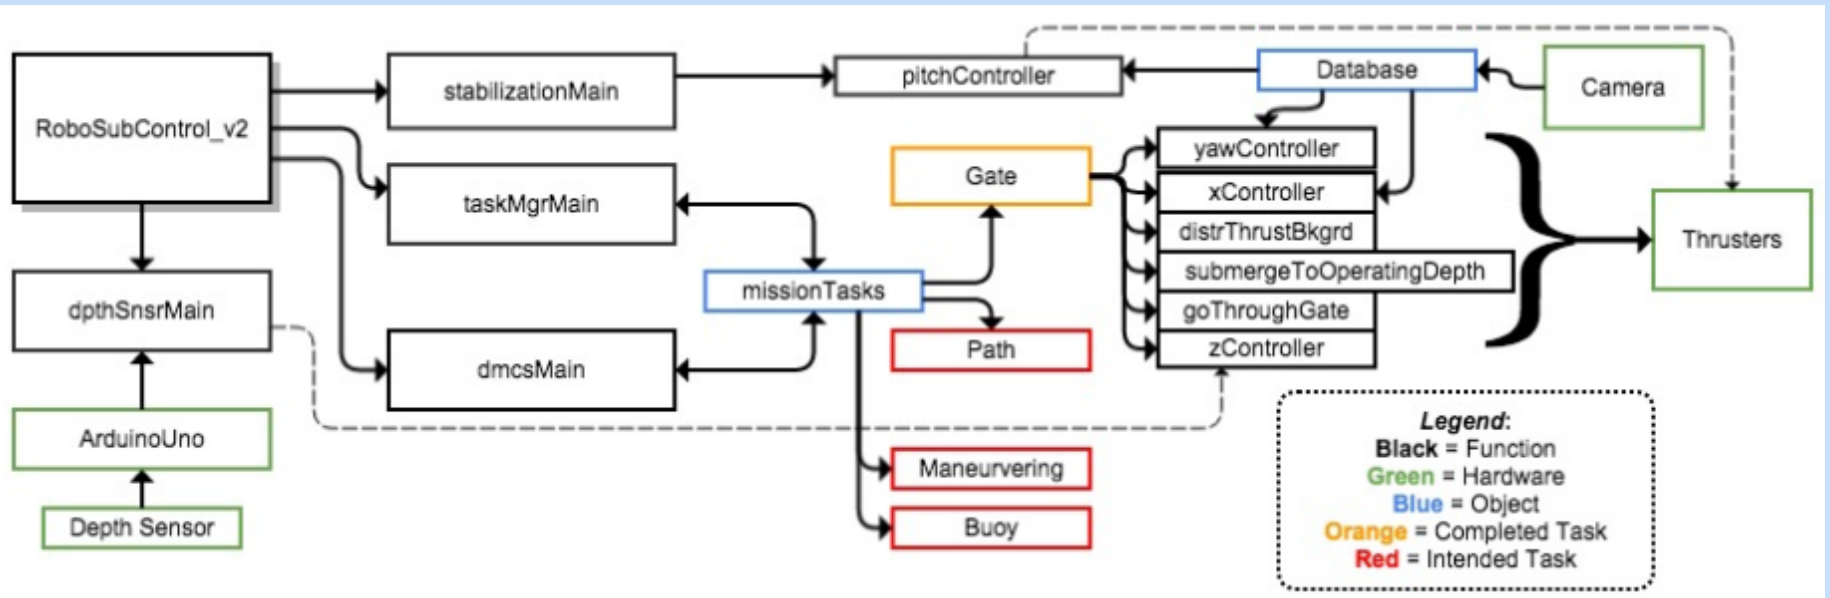 RoboSubControl_v2
stabilizationMain
pitchController
Database
Camera
taskMgrMain
Gate
yawController
xController
distrThrustBkgrd
submergeToOperatingDepth
goThroughGate
zController
Thrusters
dpthSnsrMain
missionTasks
dmcsMain
Path
ArduinoUno
Depth Sensor
Maneurvering
Buoy
Legend:
Black = Function
Green = Hardware
Blue = Object
Orange = Completed Task
Red = Intended Task